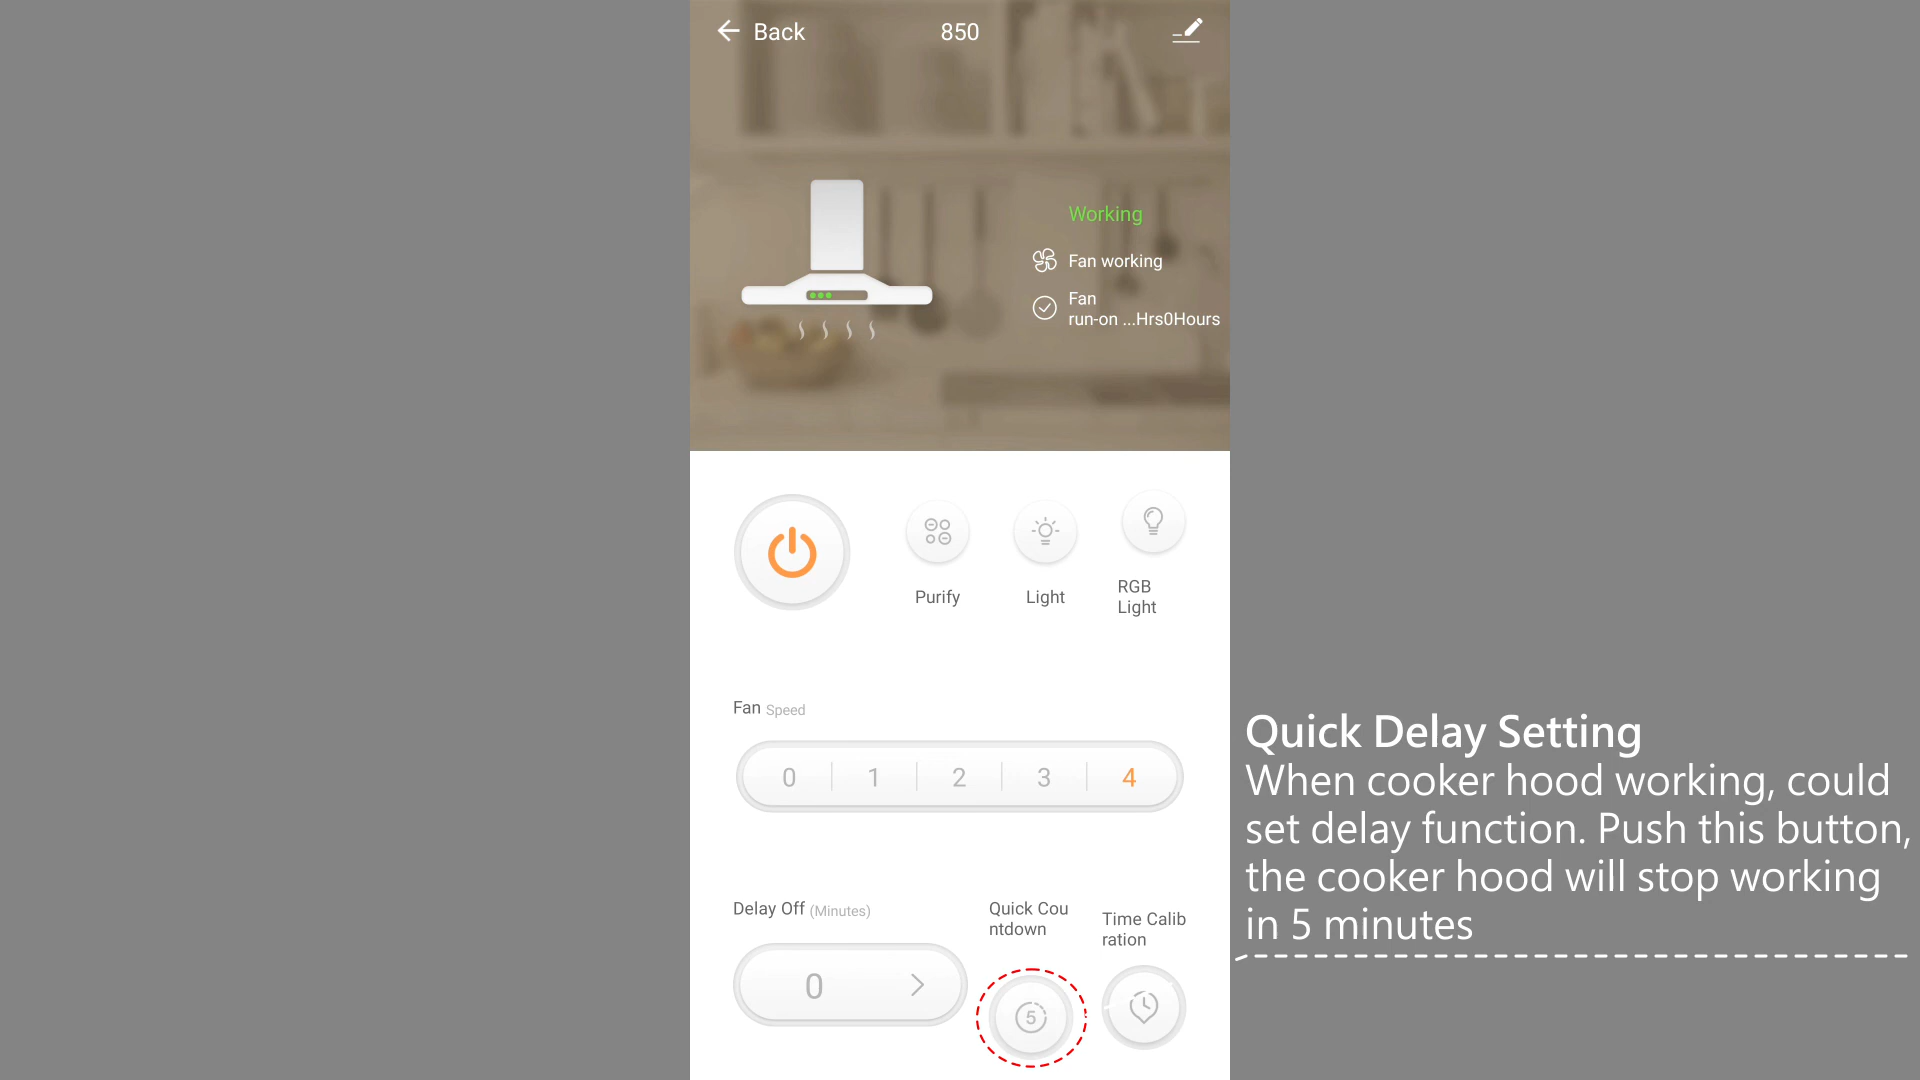 Back
850
Working
Fan working
Fan
run-on ...Hrs0Hours
Purify
Light
RGB
Light
Fan Speed
0 1 2 3 4
Delay Off (Minutes)
Quick Cou
ntdown
Time Calib
ration
0
5
Quick Delay Setting
When cooker hood working, could
set delay function. Push this button,
the cooker hood will stop working
in 5 minutes